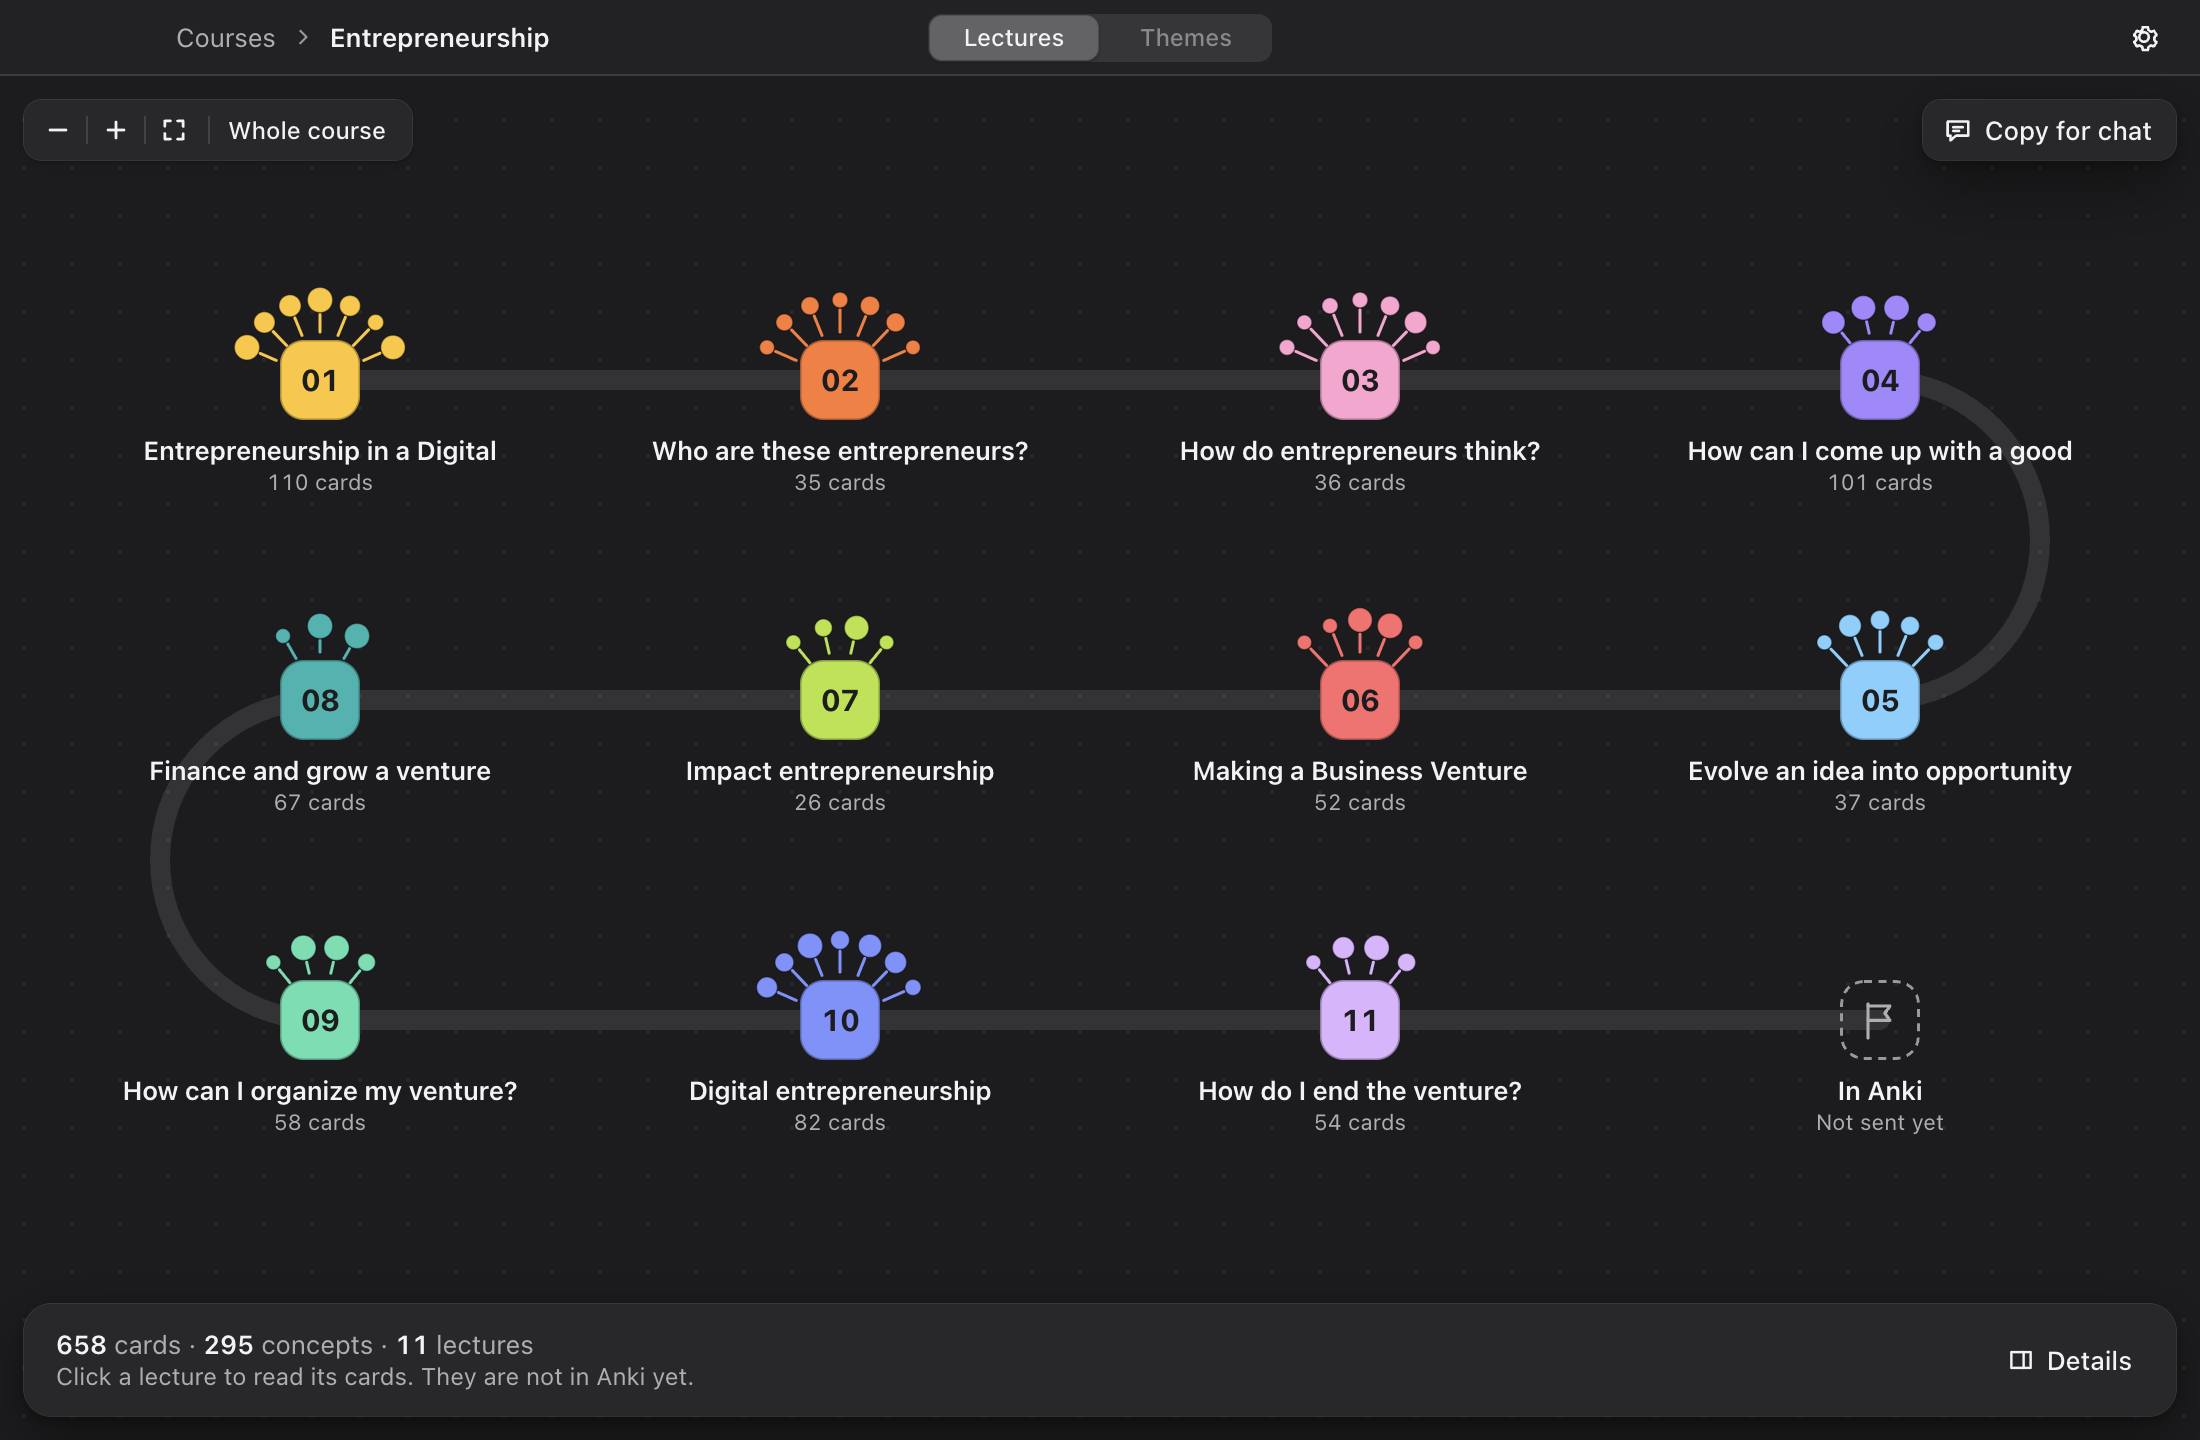 Courses > Entrepreneurship
Lectures
Themes
Whole course
Copy for chat
01
02
03
04
Entrepreneurship in a Digital
Who are these entrepreneurs?
How do entrepreneurs think?
How can I come up with a good
110 cards
35 cards
36 cards
101 cards
08
07
06
05
Finance and grow a venture
Impact entrepreneurship
Making a Business Venture
Evolve an idea into opportunity
67 cards
26 cards
52 cards
37 cards
09
10
11
How can I organize my venture?
Digital entrepreneurship
How do I end the venture?
In Anki
58 cards
82 cards
54 cards
Not sent yet
658 cards · 295 concepts · 11 lectures
Click a lecture to read its cards. They are not in Anki yet.
Details